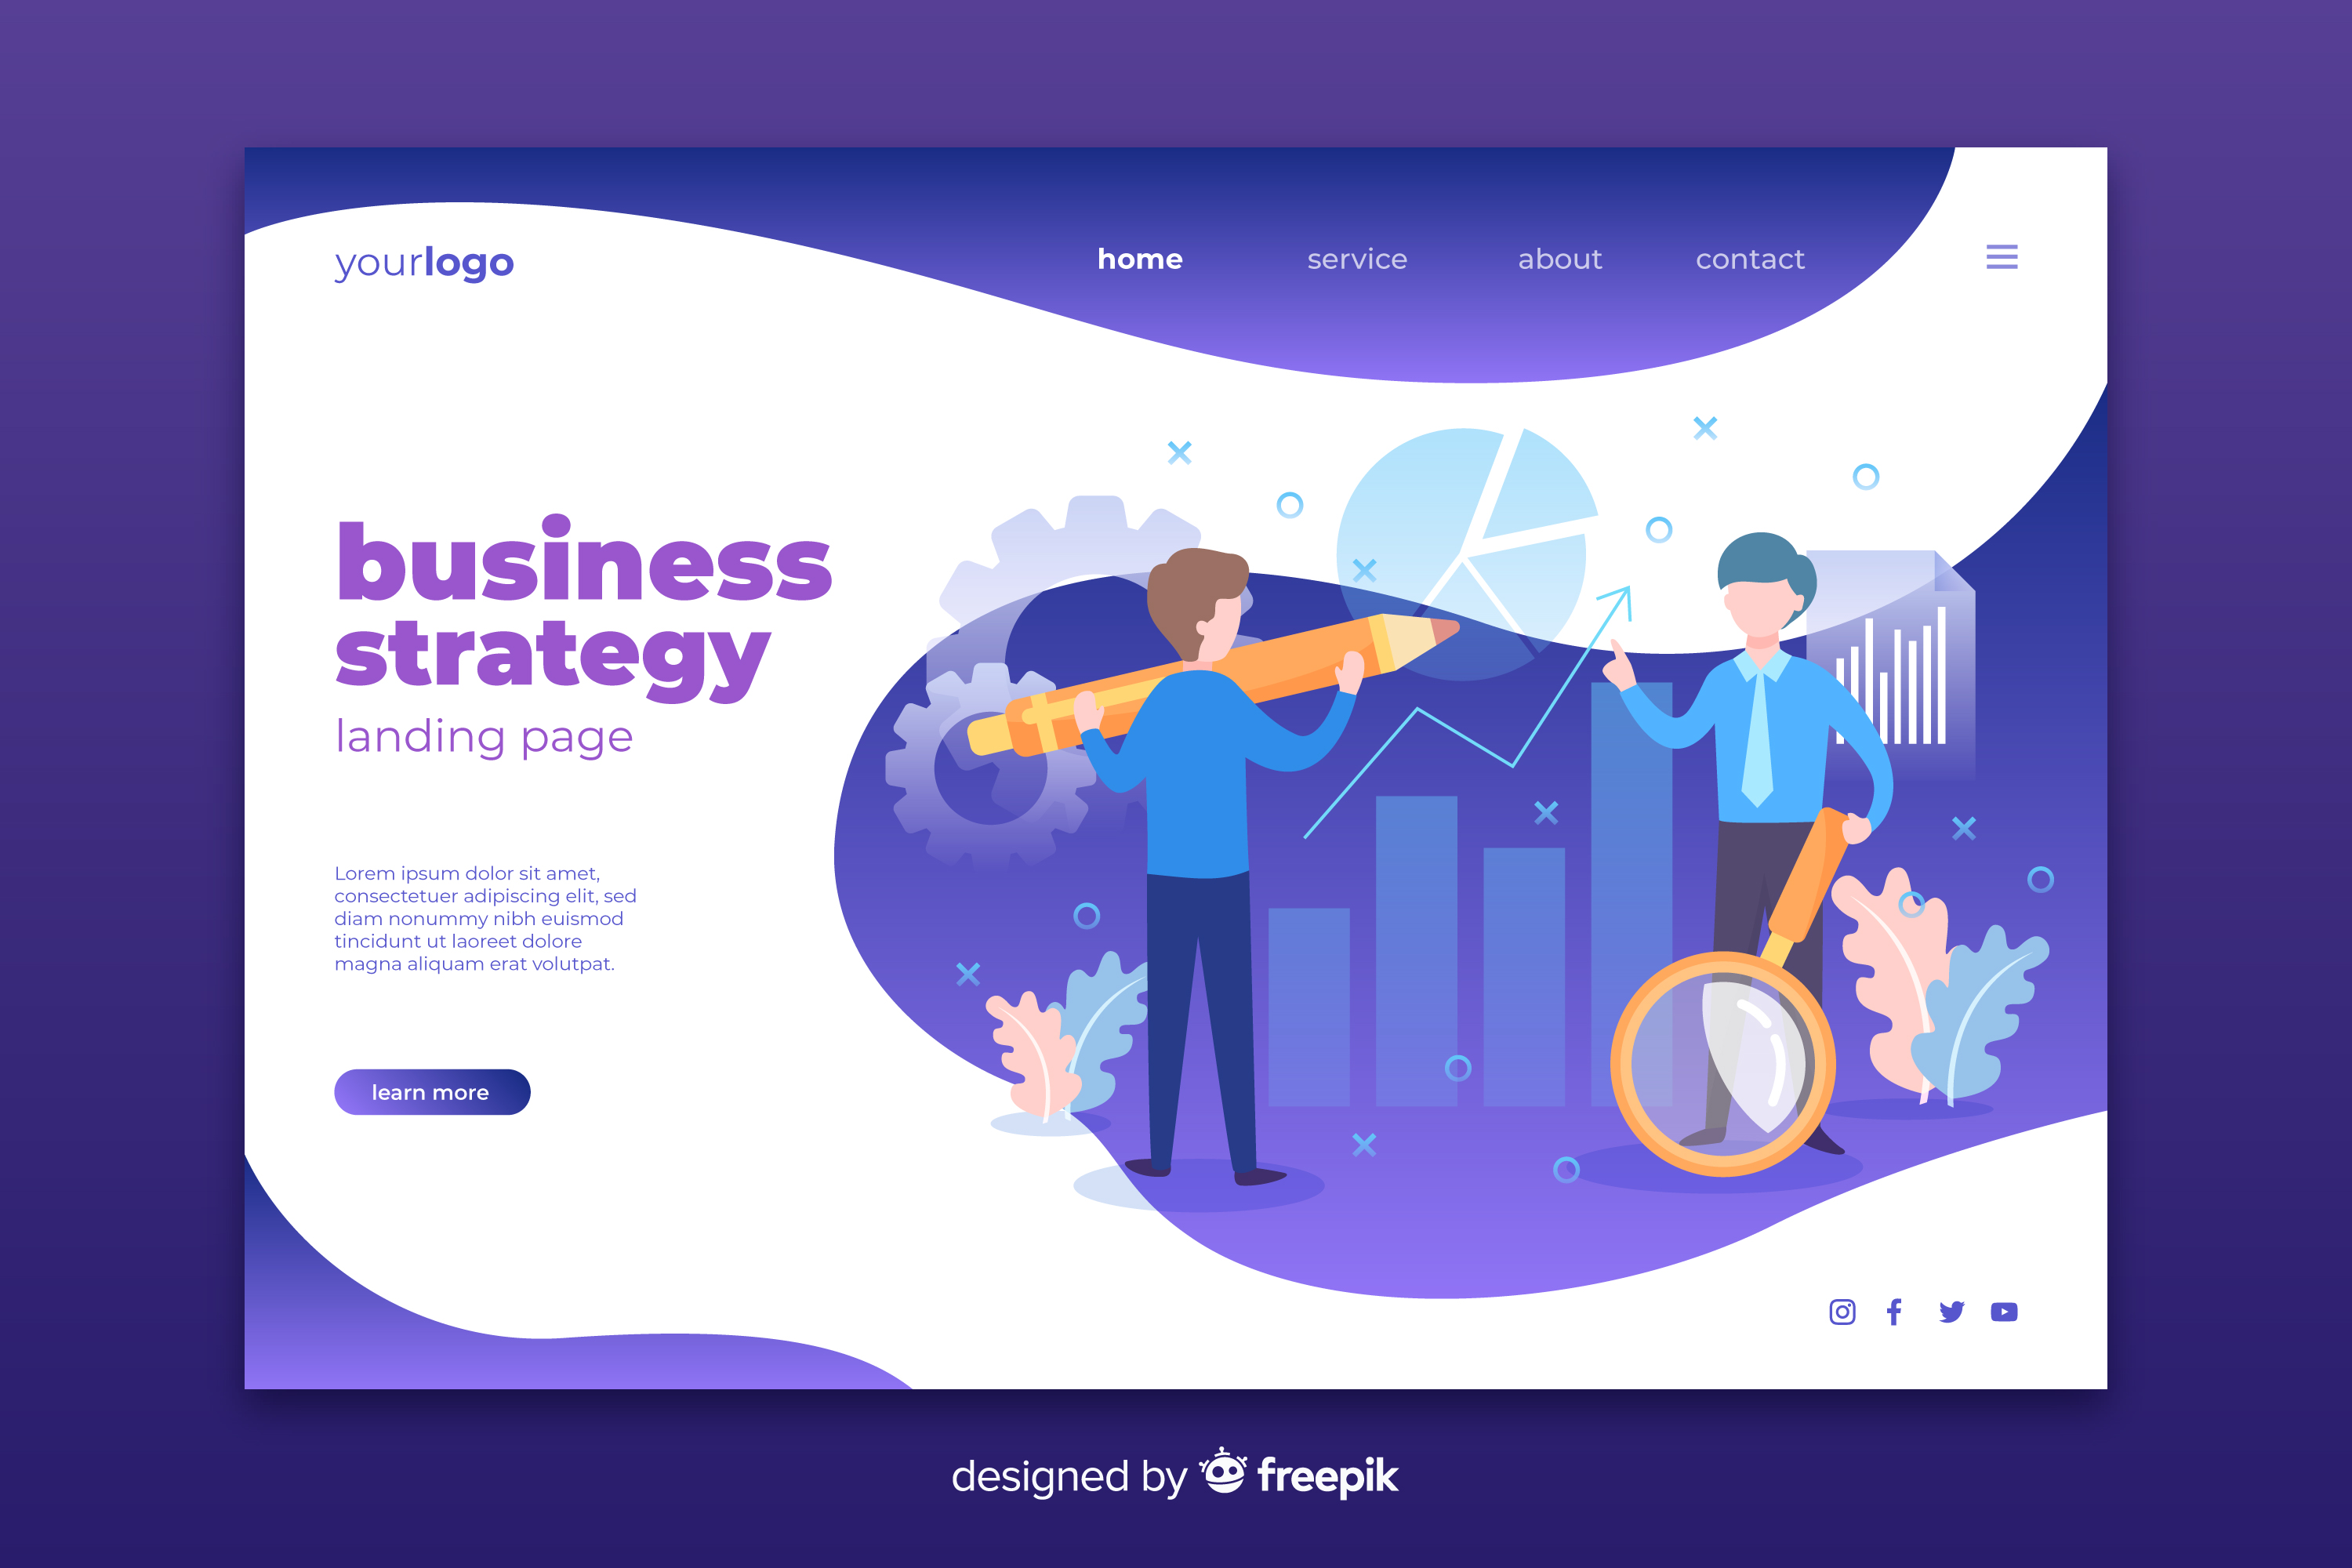 yourlogo
home service about contact
business
strategy
landing page
Lorem ipsum dolor sit amet,
consectetuer adipiscing elit, sed
diam nonummy nibh euismod
tincidunt ut laoreet dolore
magna aliquam erat volutpat.
learn more
designed by freepik